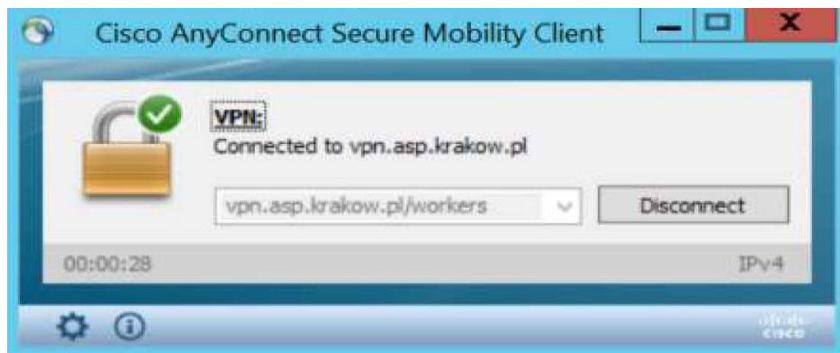 Cisco AnyConnect Secure Mobility Client
VPN:
Connected to vpn.asp.krakow.pl
vpn.asp.krakow.pl/workers
Disconnect
00:00:28
IPv4
CISCO